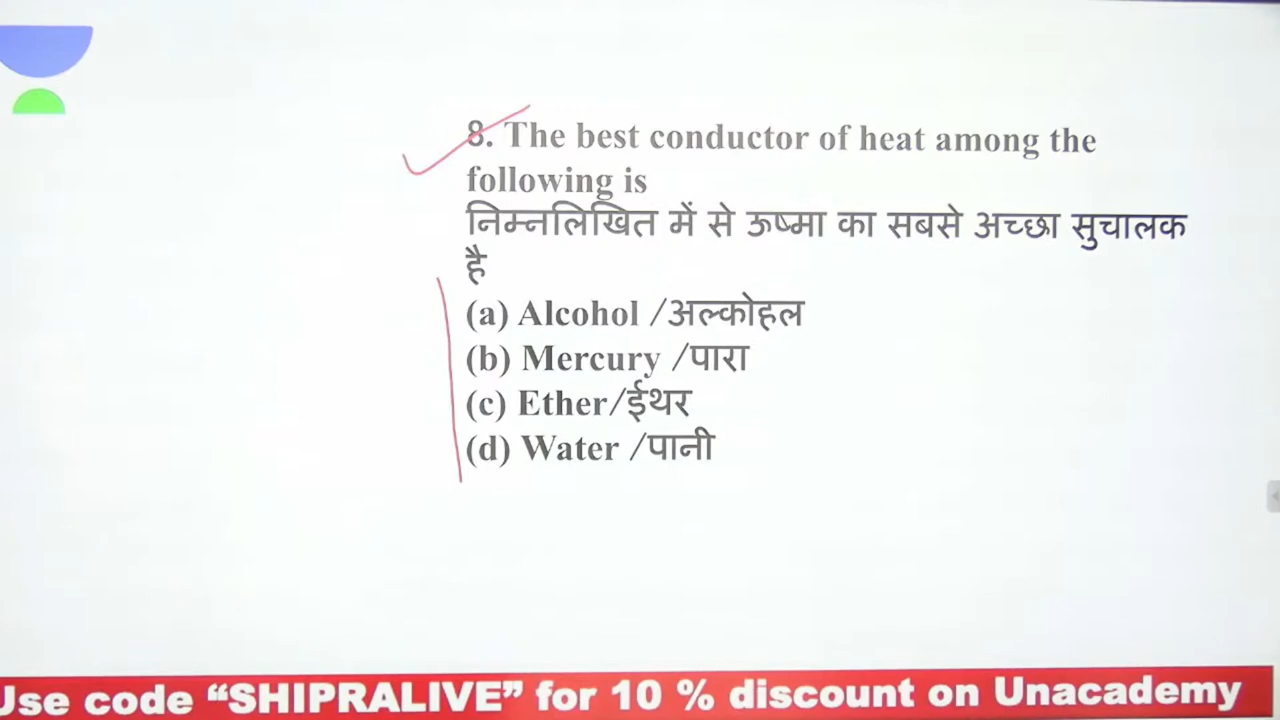 8. The best conductor of heat among the
following is
निम्नलिखित में से ऊष्मा का सबसे अच्छा सुचालक
है
(a) Alcohol /अल्कोहल
(b) Mercury /पारा
(c) Ether/ईथर
(d) Water /पानी
Use code “SHIPRALIVE” for 10 % discount on Unacademy